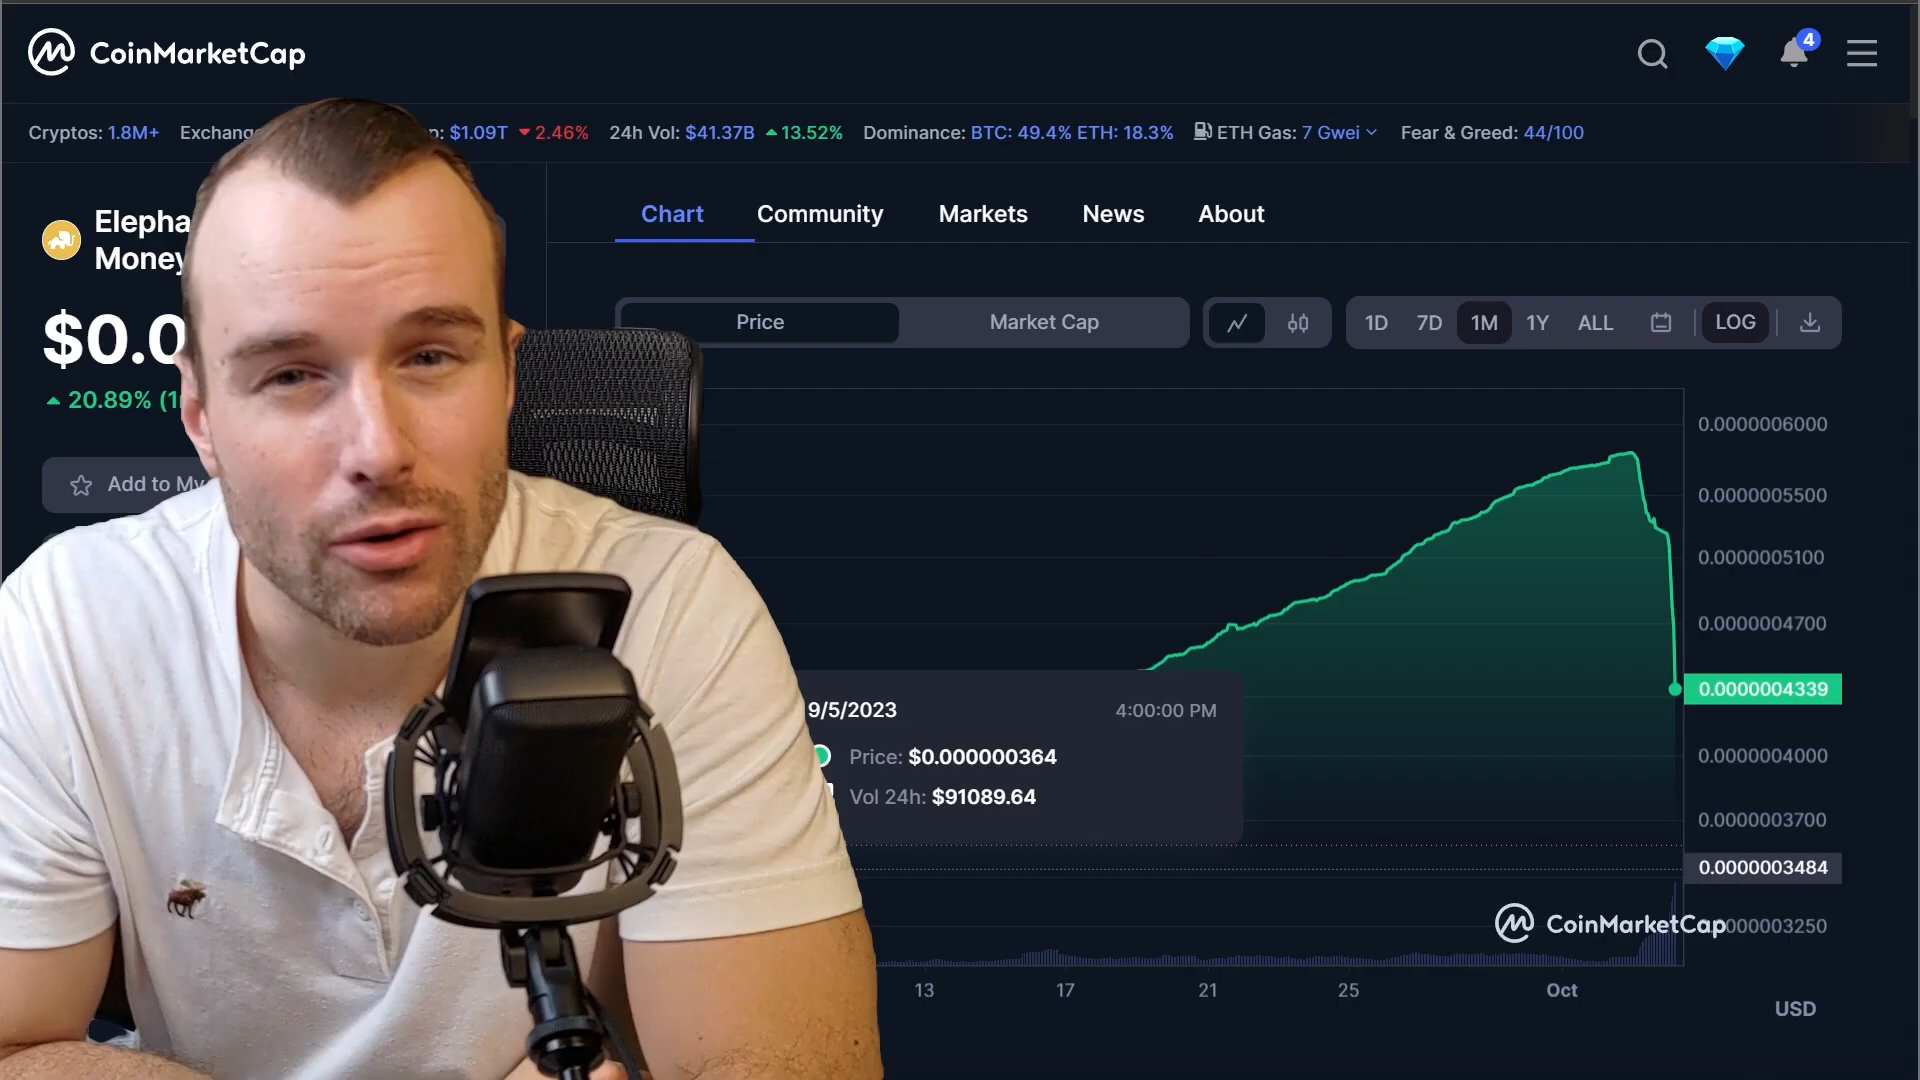 CoinMarketCap
4
Cryptos: 1.8M+ $1.09T 2.46% 24h Vol: $41.37B 13.52% Dominance: BTC: 49.4% ETH: 18.3% ETH Gas: 7 Gwei Fear & Greed: 44/100
Chart Community Markets News About
Money
$0.0
20.89%
Add to My
Price Market Cap 1D 7D 1M 1Y ALL LOG
0.0000006000
0.0000005500
0.0000005100
0.0000004700
0.0000004339
0.0000004000
0.0000003700
0.0000003484
9/5/2023 4:00:00 PM
Price: $0.000000364
Vol 24h: $91089.64
CoinMarketCap
13 17 21 25 Oct
USD